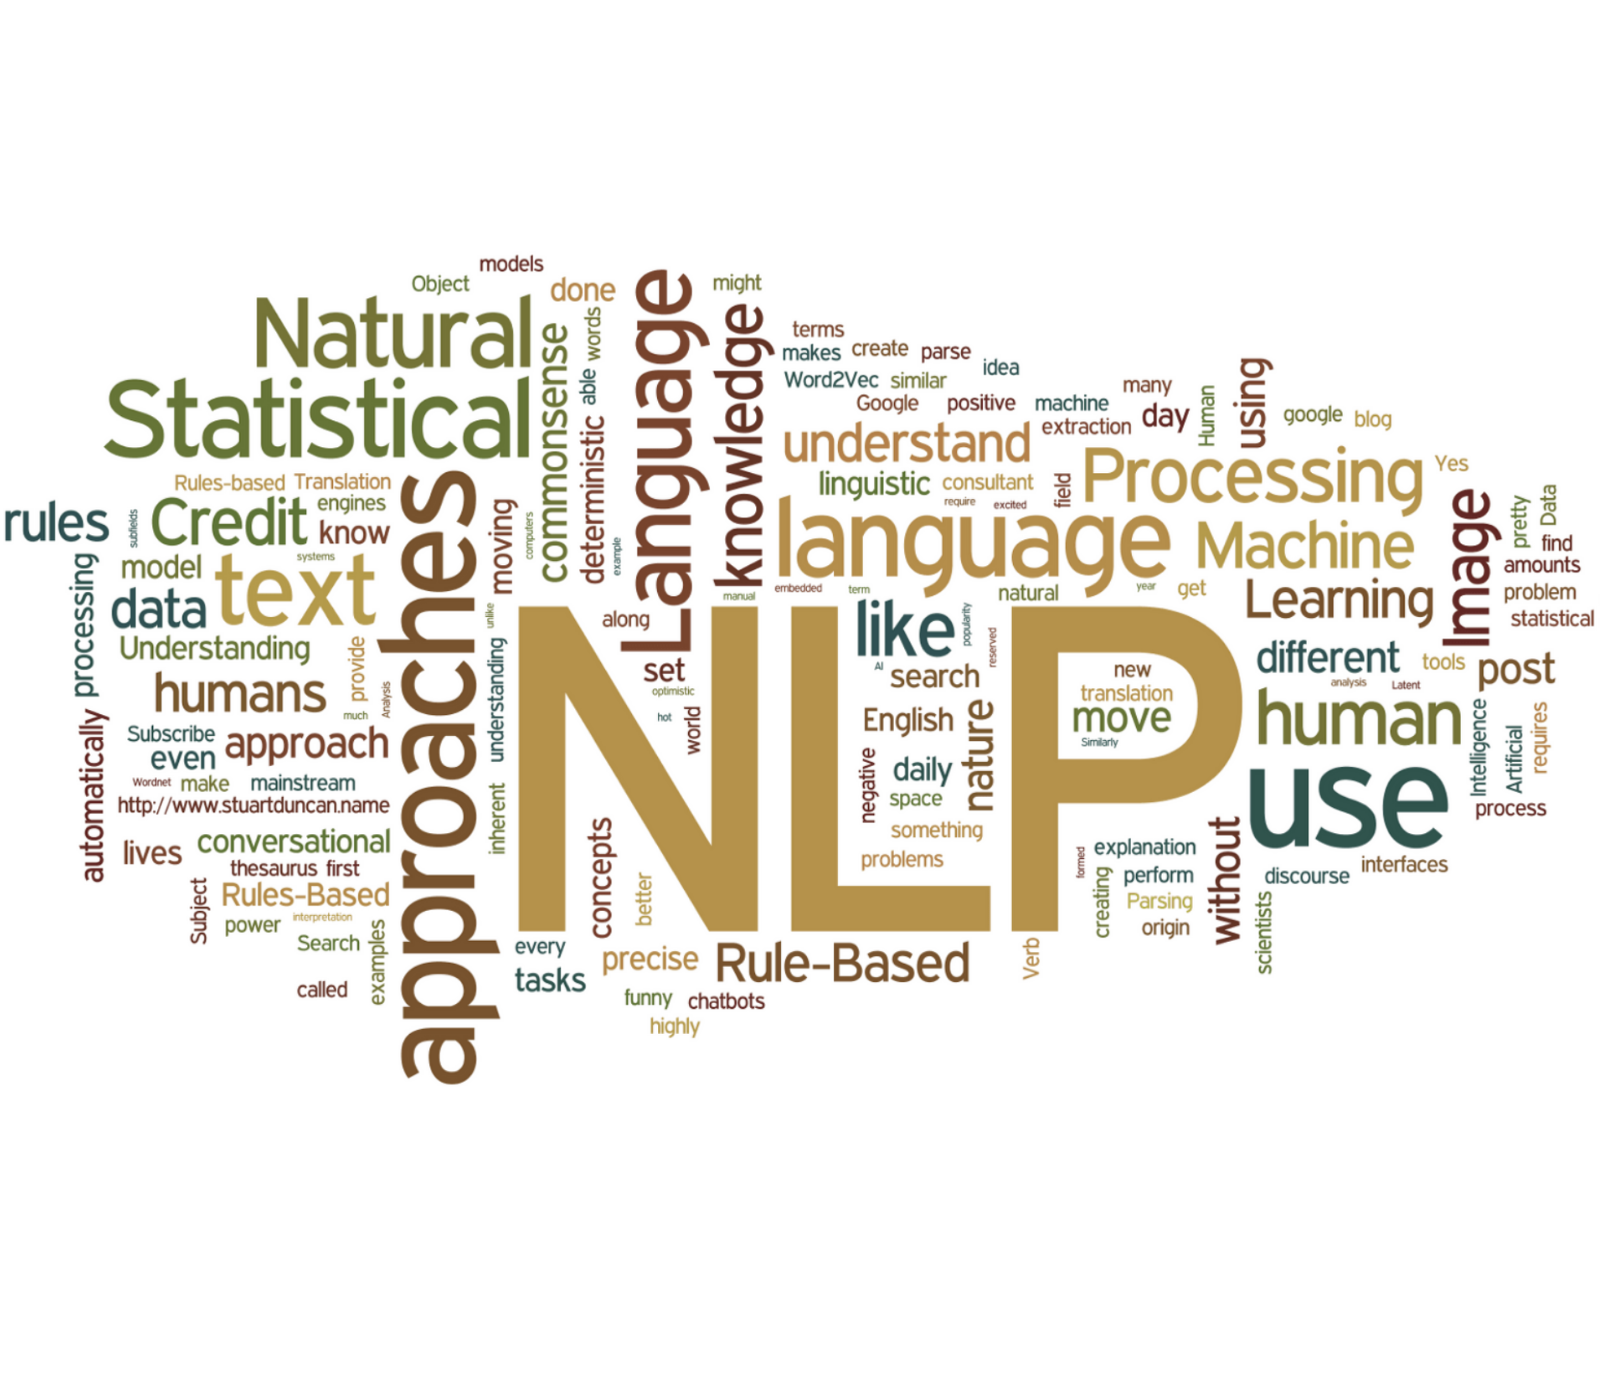 models
Object
done
might
Natural
Statistical
commonsense
words
able
deterministic
example
Language
knowledge
terms
makes create parse
idea
Word2Vec similar
Google positive machine
many
day
extraction
Human
using
google blog
understand
linguistic consultant
require excited
field
Processing
Yes
language
Machine
Image
pretty
Data
find
amounts
problem
statistical
Learning
Rules-based Translation
engines
rules
subfields
Credit know
systems
model
text
data
processing
Understanding
provide
humans
much
Analysis
approaches
moving
computers
unlike
understanding
inherent
Subscribe
even approach
Wordnet make mainstream
http://www.stuartduncan.name
automatically
conversational
lives
thesaurus first
Subject
Rules-Based
power interpretation
Search
examples
called
NLP
manual embedded term
natural year get
along
set
optimistic
hot
world
like
popularity
reserved
AI
search
English
nature
negative
daily
space
something
problems
new
translation
move
Similarly
different tools post
analysis Latent
human
Intelligence
Artificial
requires
use
process
without
explanation
formed
perform
creating
Parsing
origin
discourse interfaces
scientists
concepts
better
every
tasks
precise Rule-Based
Verb
funny chatbots
highly